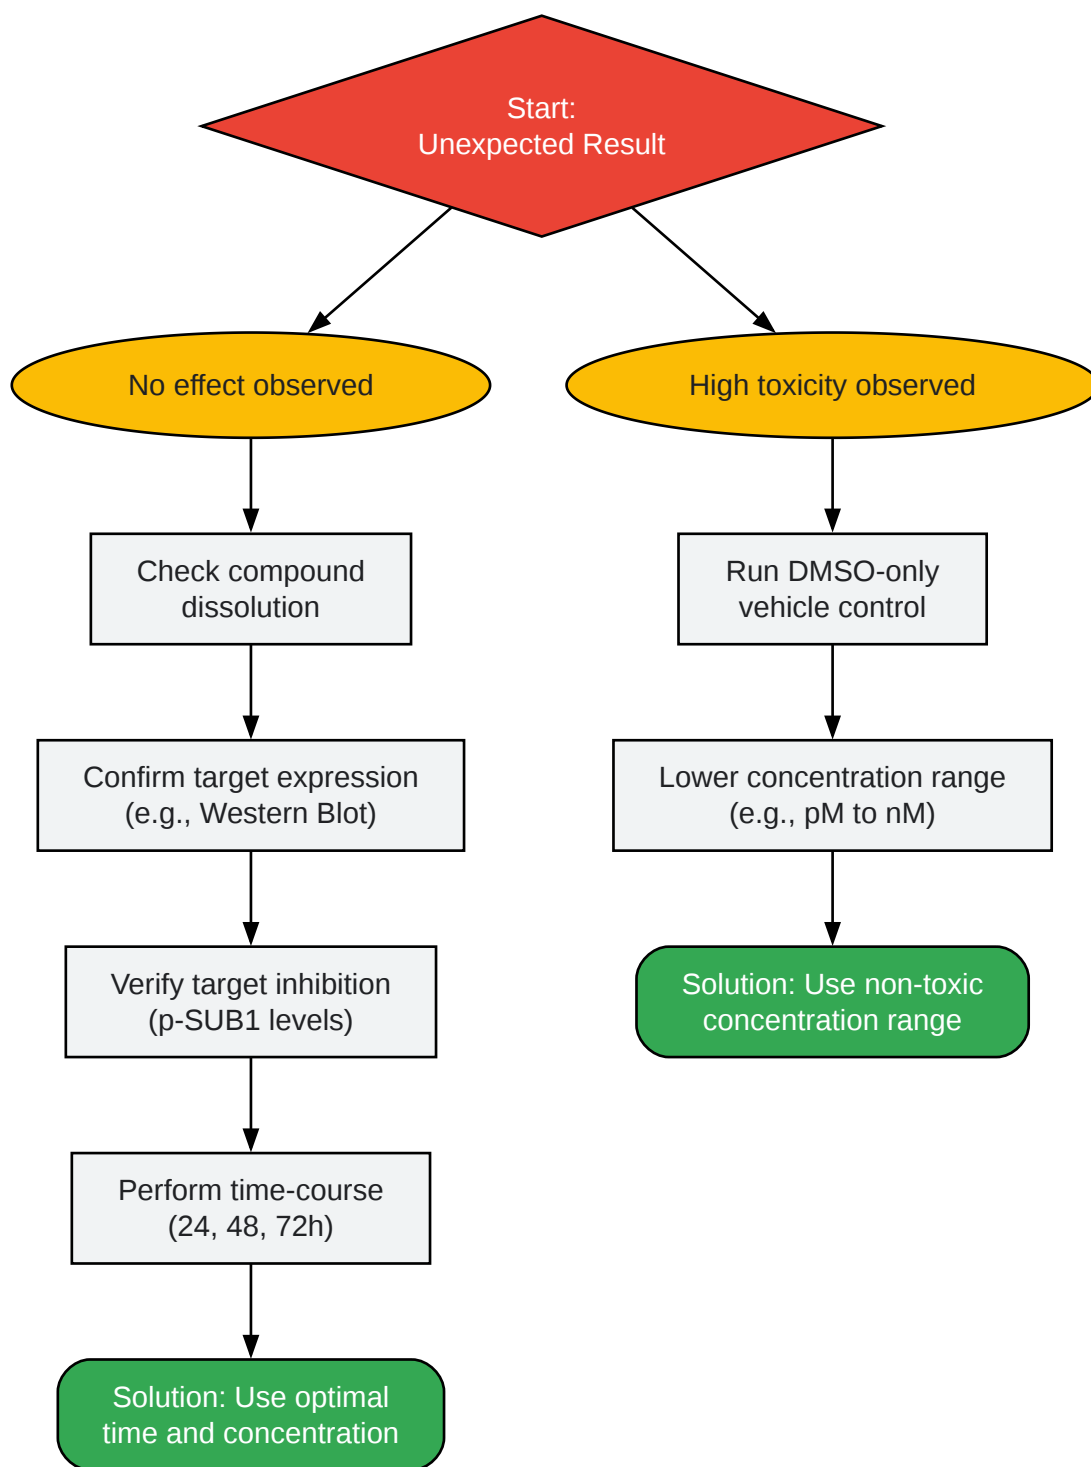 Start:
Unexpected Result
No effect observed
High toxicity observed
Check compound
dissolution
Run DMSO-only
vehicle control
Confirm target expression
(e.g., Western Blot)
Lower concentration range
(e.g., pM to nM)
Verify target inhibition
(p-SUB1 levels)
Solution: Use non-toxic
concentration range
Perform time-course
(24, 48, 72h)
Solution: Use optimal
time and concentration